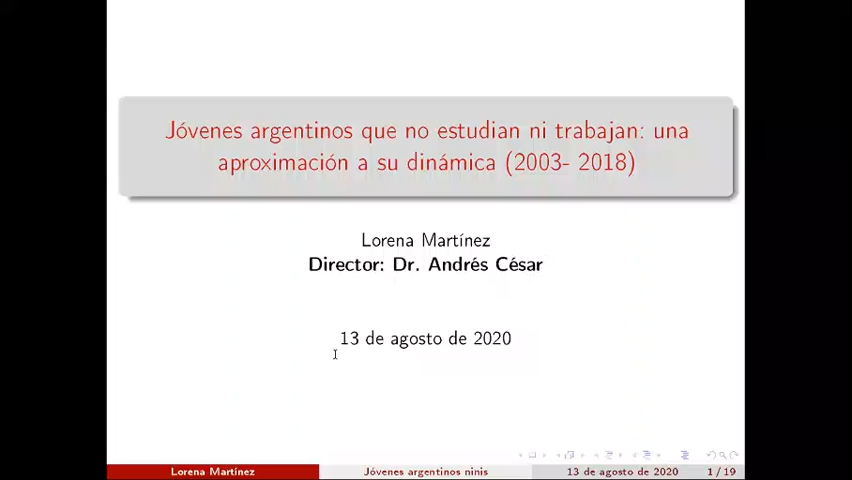 Jóvenes argentinos que no estudian ni trabajan: una
aproximación a su dinámica (2003- 2018)
Lorena Martínez
Director: Dr. Andrés César
13 de agosto de 2020
Lorena Martínez
Jóvenes argentinos ninis
13 de agosto de 2020
1 / 19